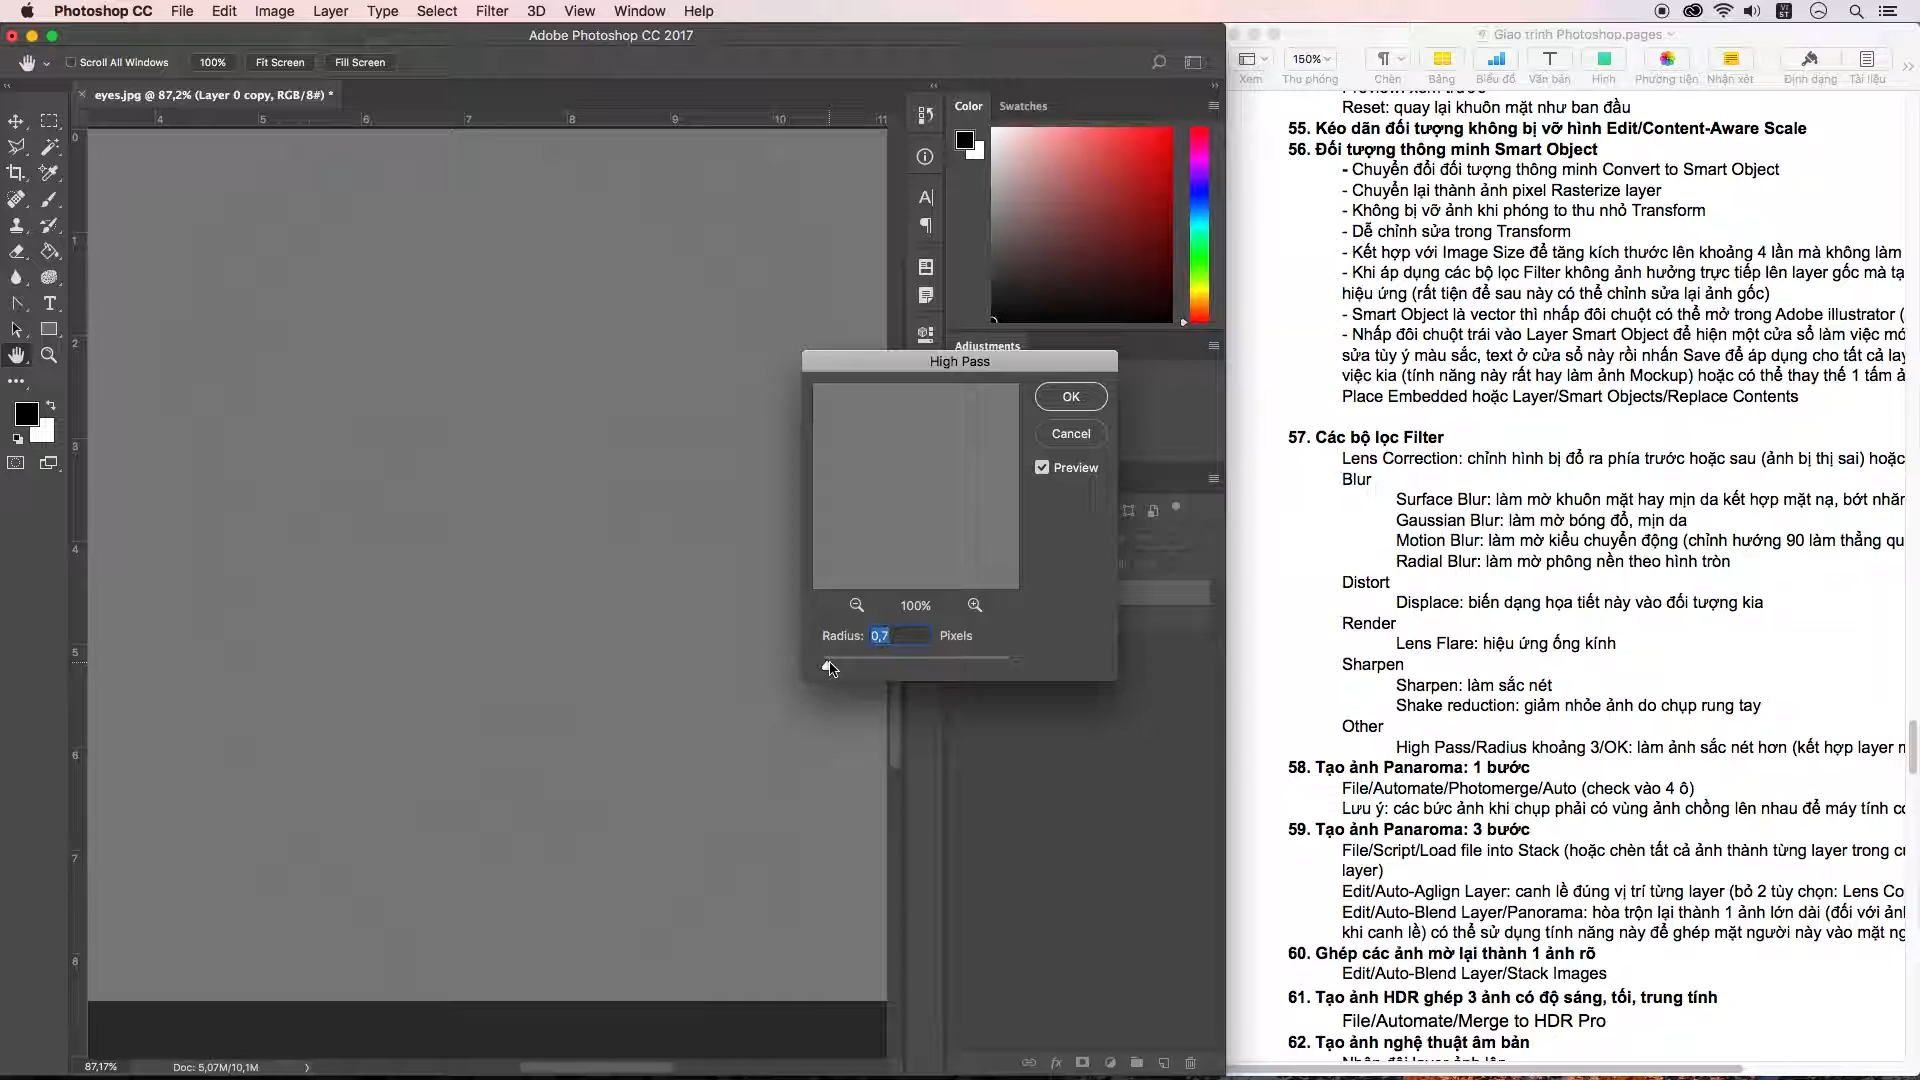 Photoshop CC File Edit Image Layer Type Select Filter 3D View Window Help
Adobe Photoshop CC 2017
Scroll All Windows 100% Fit Screen Fill Screen
eyes.jpg @ 87,2% (Layer 0 copy, RGB/8#) *
4 5 6 7 8 9 10 11
0
1
2
3
4
5
6
7
8
Color Swatches
Adjustments
High Pass
OK
Cancel
Preview
100%
Radius: 0,7 Pixels
87,17% Doc: 5,07M/10,1M
Giao trình Photoshop.pages
150%
Xem Thu phóng Chèn Bảng Biểu đồ Văn bản Hình Phương tiện Nhận xét Định dạng Tài liệu
Reset: quay lại khuôn mặt như ban đầu
55. Kéo dãn đối tượng không bị vỡ hình Edit/Content-Aware Scale
56. Đối tượng thông minh Smart Object
- Chuyển đổi đối tượng thông minh Convert to Smart Object
- Chuyển lại thành ảnh pixel Rasterize layer
- Không bị vỡ ảnh khi phóng to thu nhỏ Transform
- Dễ chỉnh sửa trong Transform
- Kết hợp với Image Size để tăng kích thước lên khoảng 4 lần mà không làm
- Khi áp dụng các bộ lọc Filter không ảnh hưởng trực tiếp lên layer gốc mà tạ
hiệu ứng (rất tiện để sau này có thể chỉnh sửa lại ảnh gốc)
- Smart Object là vector thì nhấp đôi chuột có thể mở trong Adobe illustrator (
- Nhấp đôi chuột trái vào Layer Smart Object để hiện một cửa sổ làm việc mó
sửa tùy ý màu sắc, text ở cửa sổ này rồi nhấn Save để áp dụng cho tất cả lay
việc kia (tính năng này rất hay làm ảnh Mockup) hoặc có thể thay thế 1 tấm ả
Place Embedded hoặc Layer/Smart Objects/Replace Contents
57. Các bộ lọc Filter
Lens Correction: chỉnh hình bị đổ ra phía trước hoặc sau (ảnh bị thị sai) hoặc
Blur
Surface Blur: làm mờ khuôn mặt hay mịn da kết hợp mặt nạ, bớt nhăn
Gaussian Blur: làm mờ bóng đổ, mịn da
Motion Blur: làm mờ kiểu chuyển động (chỉnh hướng 90 làm thẳng qu
Radial Blur: làm mờ phông nền theo hình tròn
Distort
Displace: biến dạng họa tiết này vào đối tượng kia
Render
Lens Flare: hiệu ứng ống kính
Sharpen
Sharpen: làm sắc nét
Shake reduction: giảm nhỏe ảnh do chụp rung tay
Other
High Pass/Radius khoảng 3/OK: làm ảnh sắc nét hơn (kết hợp layer m
58. Tạo ảnh Panaroma: 1 bước
File/Automate/Photomerge/Auto (check vào 4 ô)
Lưu ý: các bức ảnh khi chụp phải có vùng ảnh chồng lên nhau để máy tính có
59. Tạo ảnh Panaroma: 3 bước
File/Script/Load file into Stack (hoặc chèn tất cả ảnh thành từng layer trong cù
layer)
Edit/Auto-Aglign Layer: canh lề đúng vị trí từng layer (bỏ 2 tùy chọn: Lens Co
Edit/Auto-Blend Layer/Panorama: hòa trộn lại thành 1 ảnh lớn dài (đối với ảnh
khi canh lề) có thể sử dụng tính năng này để ghép mặt người này vào mặt ng
60. Ghép các ảnh mờ lại thành 1 ảnh rõ
Edit/Auto-Blend Layer/Stack Images
61. Tạo ảnh HDR ghép 3 ảnh có độ sáng, tối, trung tính
File/Automate/Merge to HDR Pro
62. Tạo ảnh nghệ thuật âm bản